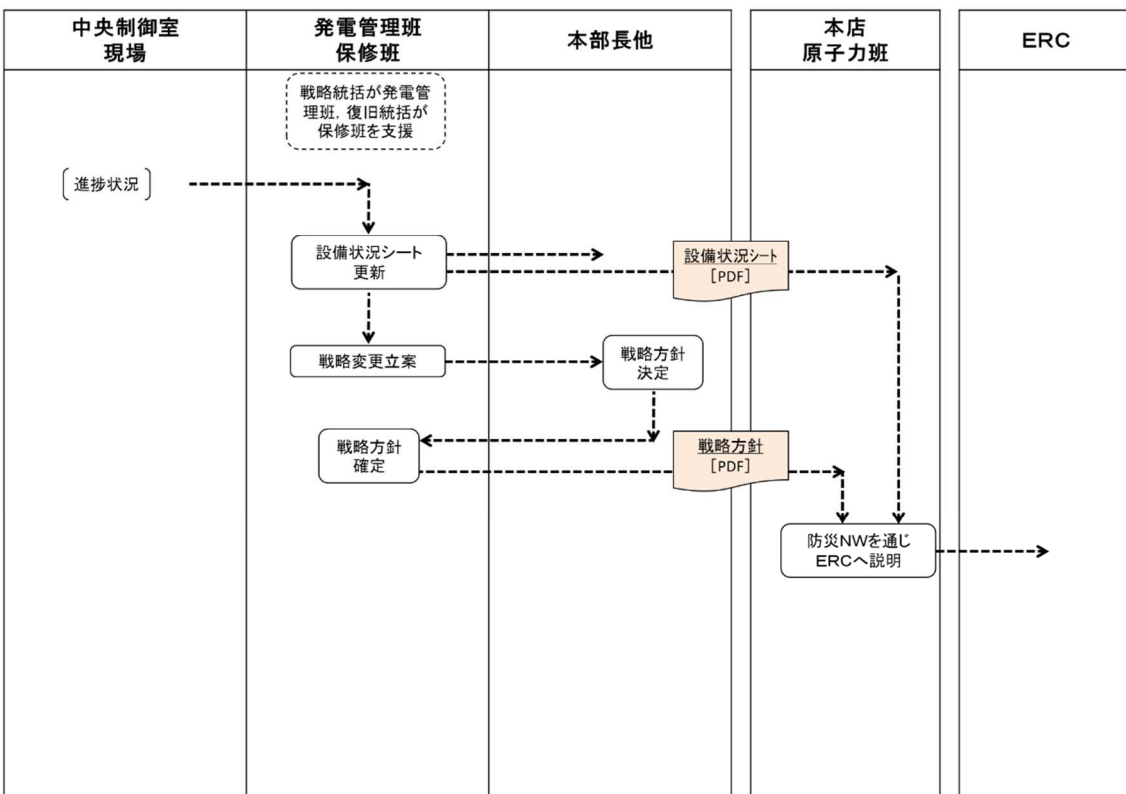 中央制御室
現場
発電管理班
保修班
本部長他
本店
原子力班
ERC
戦略統括が発電管
理班，復旧統括が
保修班を支援
〔進捗状況〕
設備状況シート
更新
設備状況シート
[PDF]
戦略変更立案
戦略方針
決定
戦略方針
確定
戦略方針
[PDF]
防災NWを通じ
ERCへ説明